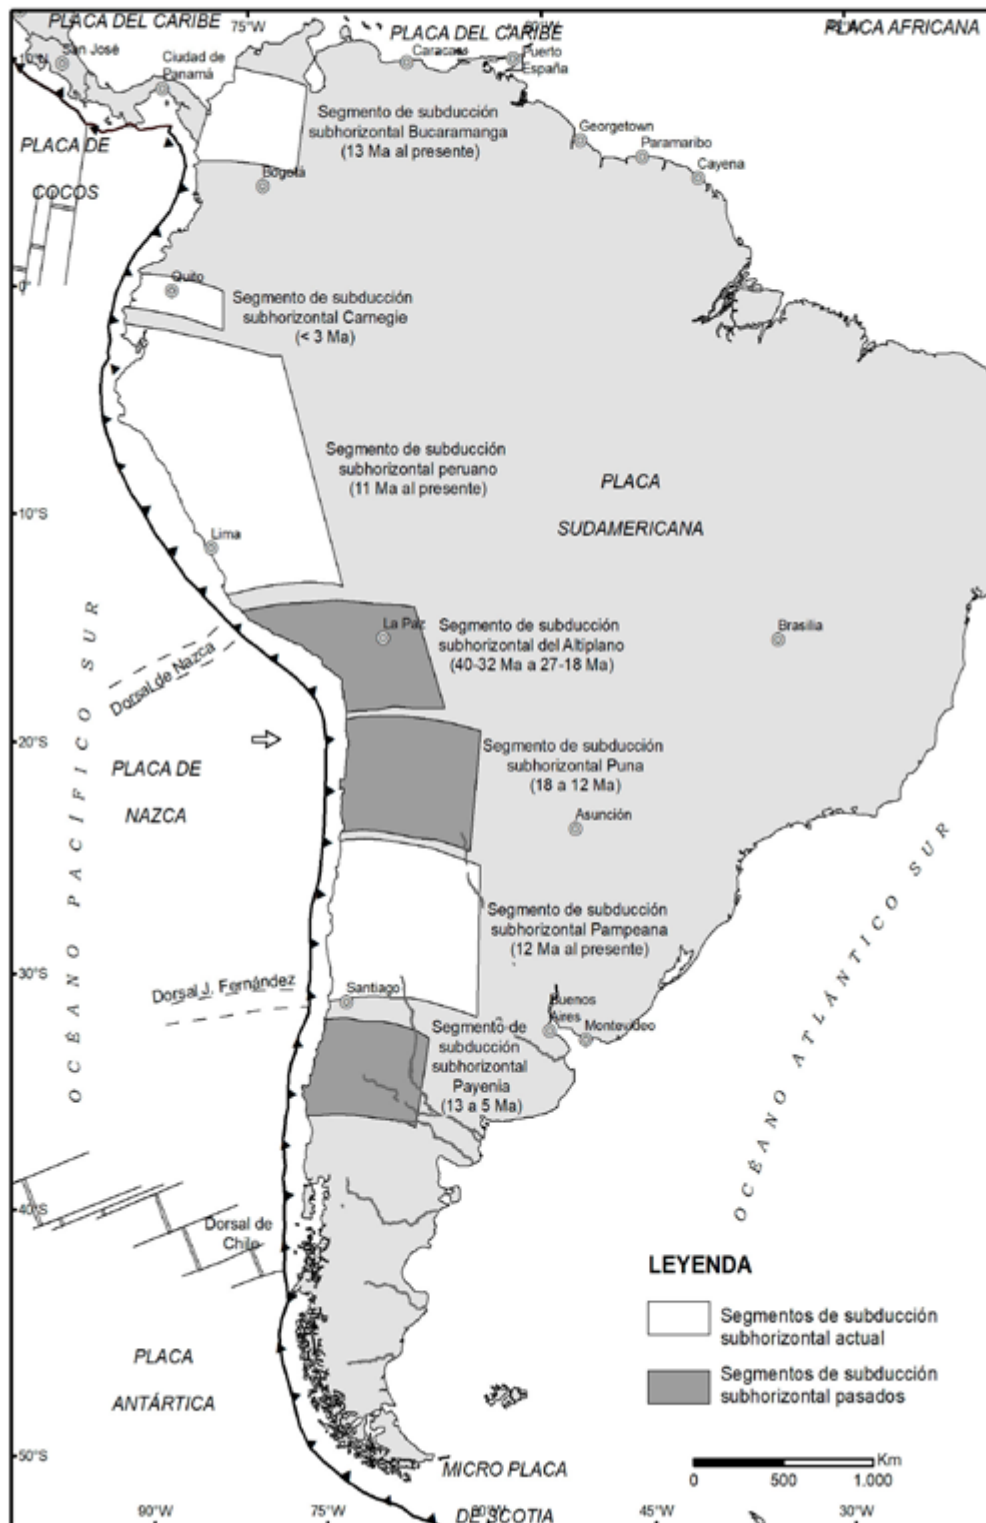 PLACA DEL CARIBE
75°W
PLACA DEL CARIBE
60°W
PLACA AFRICANA
10°N
San José
Ciudad de
Panamá
Caracas
Puerto
España
Segmento de subducción
subhorizontal Bucaramanga
(13 Ma al presente)
Georgetown
Paramaribo
Cayena
PLACA DE
COCOS
Bogotá
0°
Quito
Segmento de subducción
subhorizontal Carnegie
(< 3 Ma)
Segmento de subducción
subhorizontal peruano
(11 Ma al presente)
PLACA
SUDAMERICANA
10°S
Lima
La Paz
Segmento de subducción
subhorizontal del Altiplano
(40-32 Ma a 27-18 Ma)
Brasilia
Dorsal de Nazca
OCÉANO PACÍFICO SUR
20°S
PLACA DE
NAZCA
Segmento de subducción
subhorizontal Puna
(18 a 12 Ma)
Asunción
Segmento de subducción
subhorizontal Pampeana
(12 Ma al presente)
OCÉANO ATLÁNTICO SUR
30°S
Dorsal J. Fernández
Santiago
Buenos
Aires
Montevideo
Segmento de
subducción
subhorizontal
Payenia
(13 a 5 Ma)
40°S
Dorsal de
Chile
LEYENDA
Segmentos de subducción
subhorizontal actual
Segmentos de subducción
subhorizontal pasados
PLACA
ANTÁRTICA
50°S
Km
0 500 1.000
MICRO PLACA
DE SCOTIA
90°W
75°W
60°W
45°W
30°W